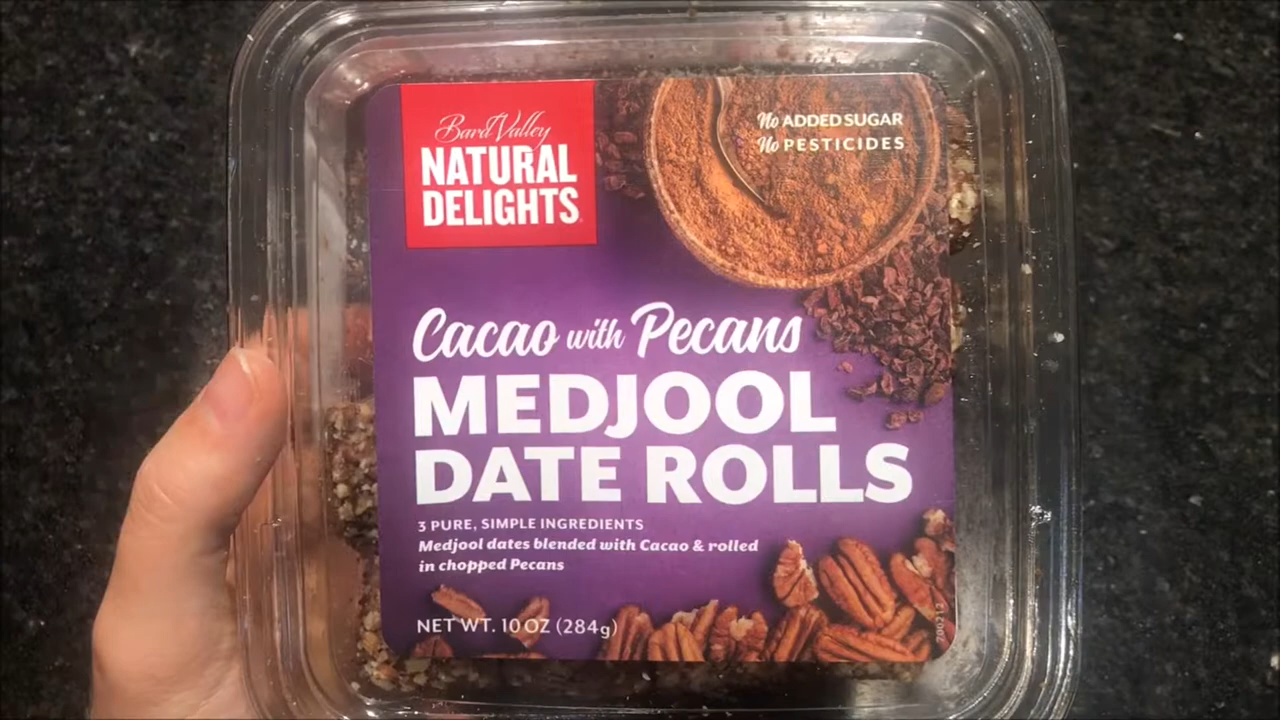 Bard Valley
NATURAL
DELIGHTS
No ADDED SUGAR
No PESTICIDES
Cacao with Pecans
MEDJOOL
DATE ROLLS
3 PURE, SIMPLE INGREDIENTS
Medjool dates blended with Cacao & rolled
in chopped Pecans
NET WT. 10 OZ (284g)
700212